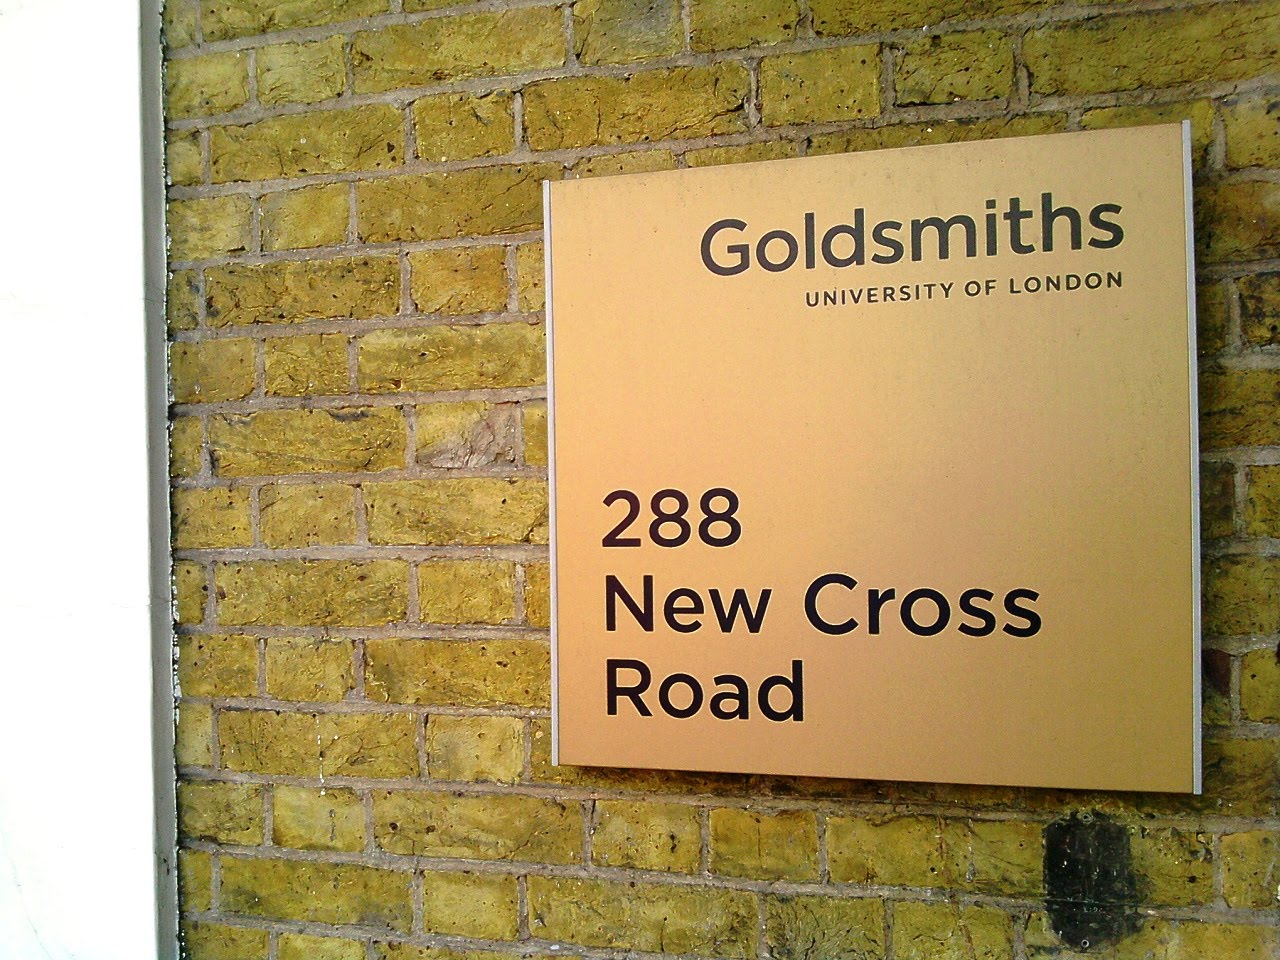 Goldsmiths
UNIVERSITY OF LONDON
288
New Cross
Road